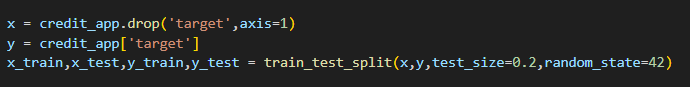 x = credit_app.drop('target',axis=1)
y = credit_app['target']
x_train,x_test,y_train,y_test = train_test_split(x,y,test_size=0.2,random_state=42)